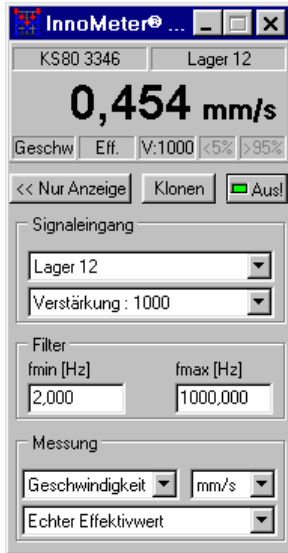 InnoMeter® ...
KS80 3346 Lager 12
0,454 mm/s
Geschw Eff. V:1000 <5% >95%
<< Nur Anzeige Klonen Aus!
Signaleingang
Lager 12
Verstärkung : 1000
Filter
fmin [Hz] fmax [Hz]
2,000 1000,000
Messung
Geschwindigkeit mm/s
Echter Effektivwert